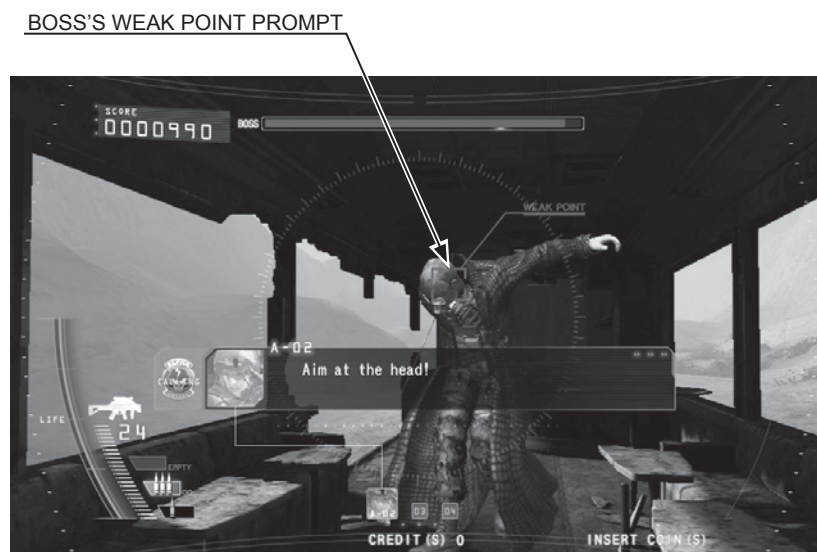 BOSS'S WEAK POINT PROMPT
SCORE
0000990
BOSS
WEAK POINT
A-02
Aim at the head!
LIFE
24
EMPTY
A-02
03
04
CREDIT(S) 0
INSERT COIN(S)